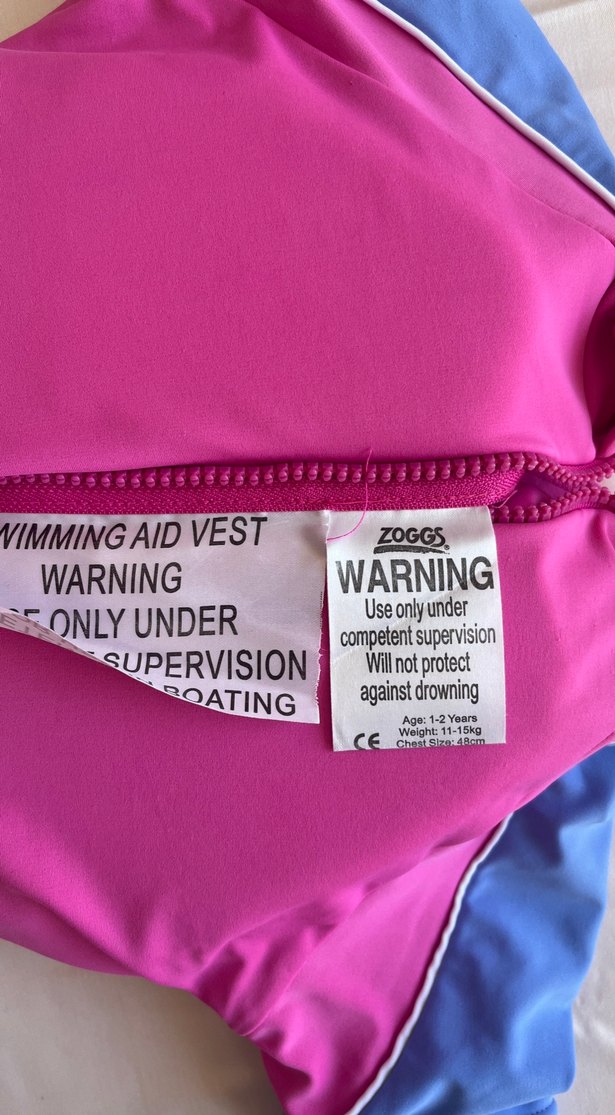 WIMMING AID VEST
WARNING
ONLY UNDER
SUPERVISION
BOATING
ZOGGS
WARNING
Use only under
competent supervision
Will not protect
against drowning
Age: 1-2 Years
Weight: 11-15kg
CE Chest Size: 48cm